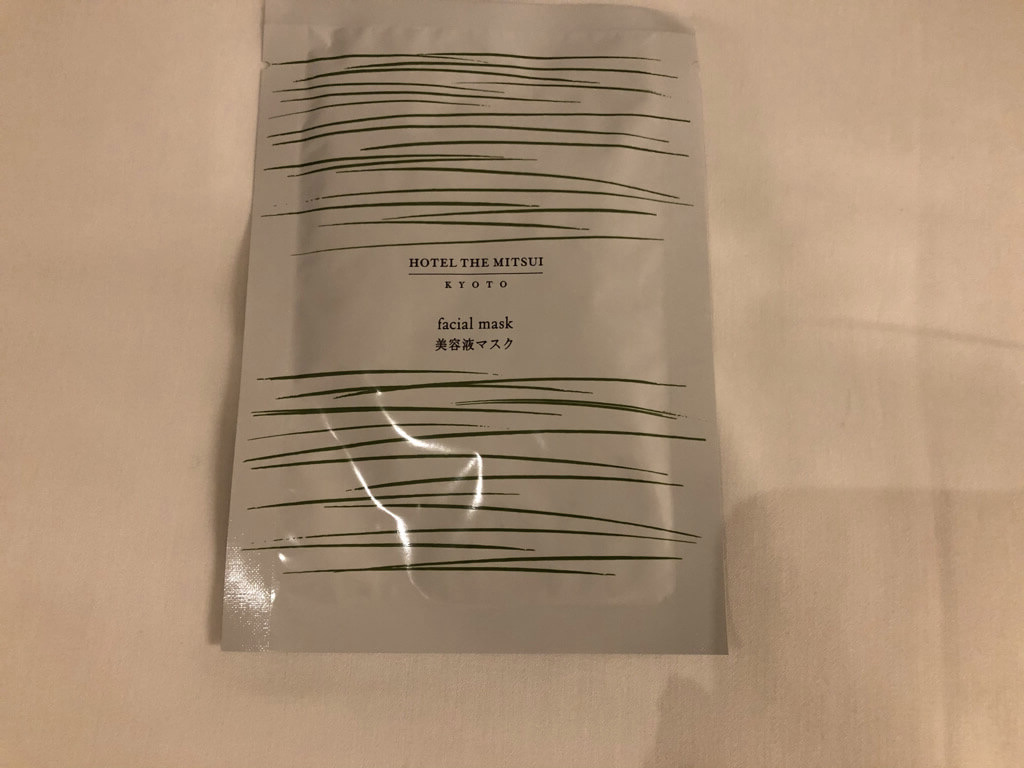 HOTEL THE MITSUI
KYOTO
facial mask
美容液マスク